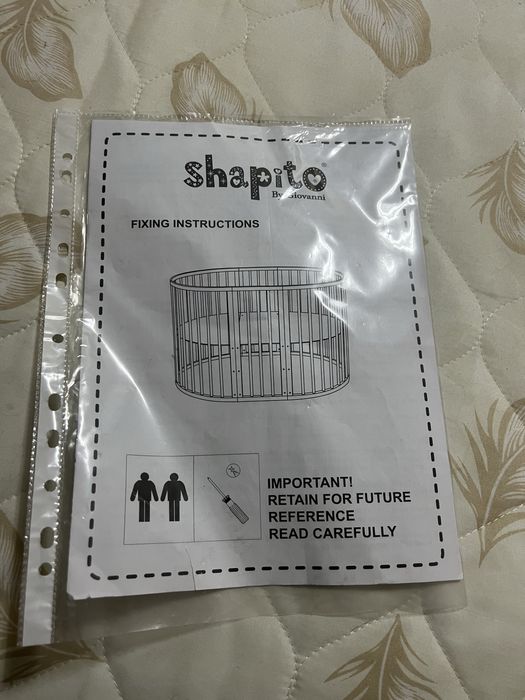 shapito®
By Giovanni
FIXING INSTRUCTIONS
IMPORTANT!
RETAIN FOR FUTURE
REFERENCE
READ CAREFULLY